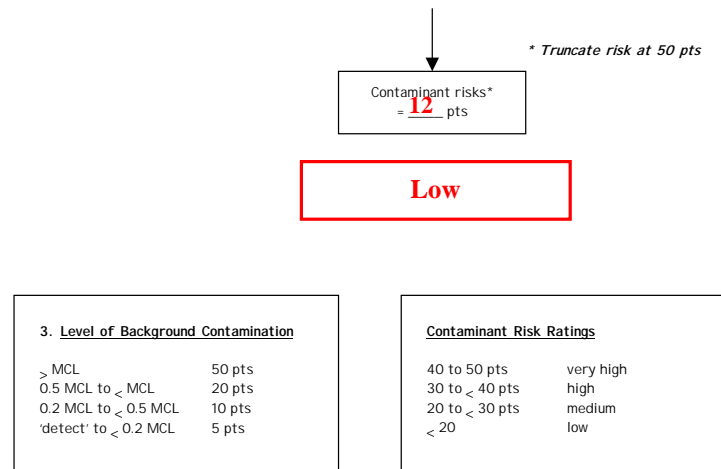 * Truncate risk at 50 pts
Contaminant risks*
= 12 pts
Low
3. Level of Background Contamination
> MCL 50 pts
0.5 MCL to < MCL 20 pts
0.2 MCL to < 0.5 MCL 10 pts
'detect' to < 0.2 MCL 5 pts
Contaminant Risk Ratings
40 to 50 pts very high
30 to < 40 pts high
20 to < 30 pts medium
< 20 low